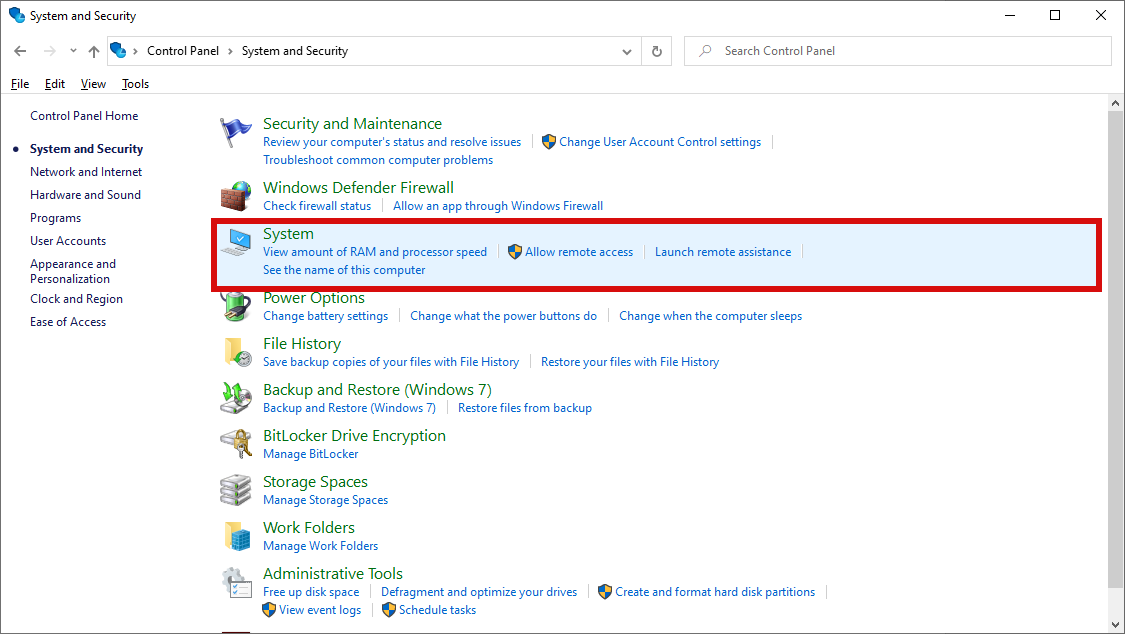 System and Security
Control Panel System and Security
Search Control Panel
File Edit View Tools
Control Panel Home
System and Security
Network and Internet
Hardware and Sound
Programs
User Accounts
Appearance and
Personalization
Clock and Region
Ease of Access
Security and Maintenance
Review your computer's status and resolve issues Change User Account Control settings
Troubleshoot common computer problems
Windows Defender Firewall
Check firewall status Allow an app through Windows Firewall
System
View amount of RAM and processor speed Allow remote access Launch remote assistance
See the name of this computer
Power Options
Change battery settings Change what the power buttons do Change when the computer sleeps
File History
Save backup copies of your files with File History Restore your files with File History
Backup and Restore (Windows 7)
Backup and Restore (Windows 7) Restore files from backup
BitLocker Drive Encryption
Manage BitLocker
Storage Spaces
Manage Storage Spaces
Work Folders
Manage Work Folders
Administrative Tools
Free up disk space Defragment and optimize your drives Create and format hard disk partitions
View event logs Schedule tasks